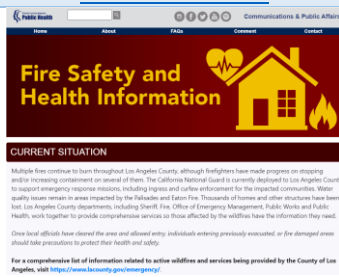 Public Health
Communications & Public Affairs
Home About FAQs Comment Contact
Fire Safety and
Health Information
CURRENT SITUATION
Multiple fires continue to burn throughout Los Angeles County, although firefighters have made progress on stopping
and/or increasing containment on several of them. The California National Guard is currently deployed to Los Angeles Count
to support emergency response missions, including ingress and curfew enforcement for the impacted communities. Water
quality issues remain in areas impacted by the Palisades and Eaton Fire. Thousands of homes and other structures have been
lost. Los Angeles County departments, including Sheriff, Fire, Office of Emergency Management, Public Works and Public
Health, work together to provide comprehensive services so those affected by the wildfires have the information they need.
Once local officials have cleared the area and allowed entry, individuals entering previously evacuated, or fire damaged areas
should take precautions to protect their health and safety.
For a comprehensive list of information related to active wildfires and services being provided by the County of Los
Angeles, visit https://www.lacounty.gov/emergency/.